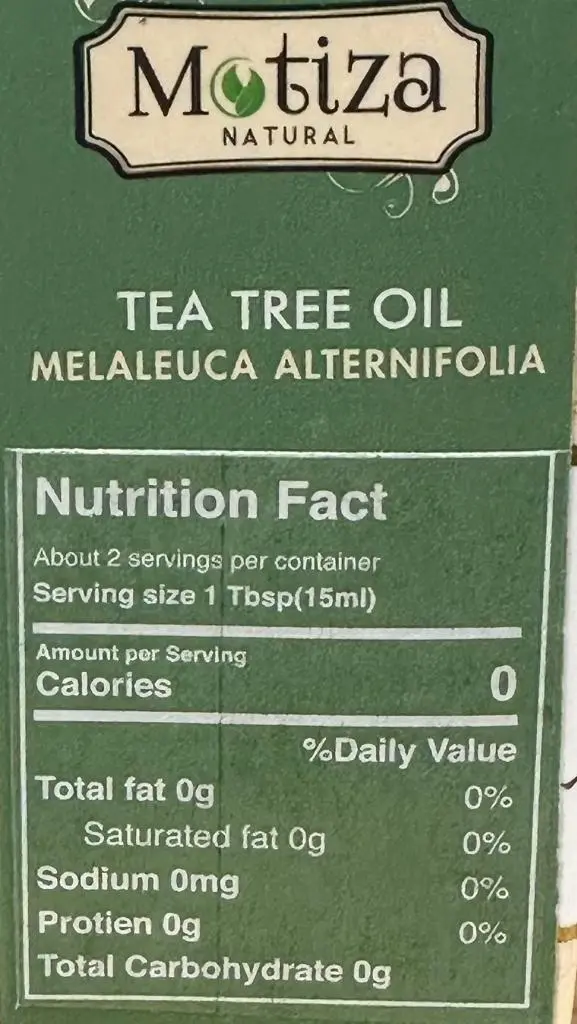 Motiza
NATURAL
TEA TREE OIL
MELALEUCA ALTERNIFOLIA
Nutrition Fact
About 2 servings per container
Serving size 1 Tbsp(15ml)
Amount per Serving
Calories 0
%Daily Value
Total fat 0g 0%
Saturated fat 0g 0%
Sodium 0mg 0%
Protien 0g 0%
Total Carbohydrate 0g